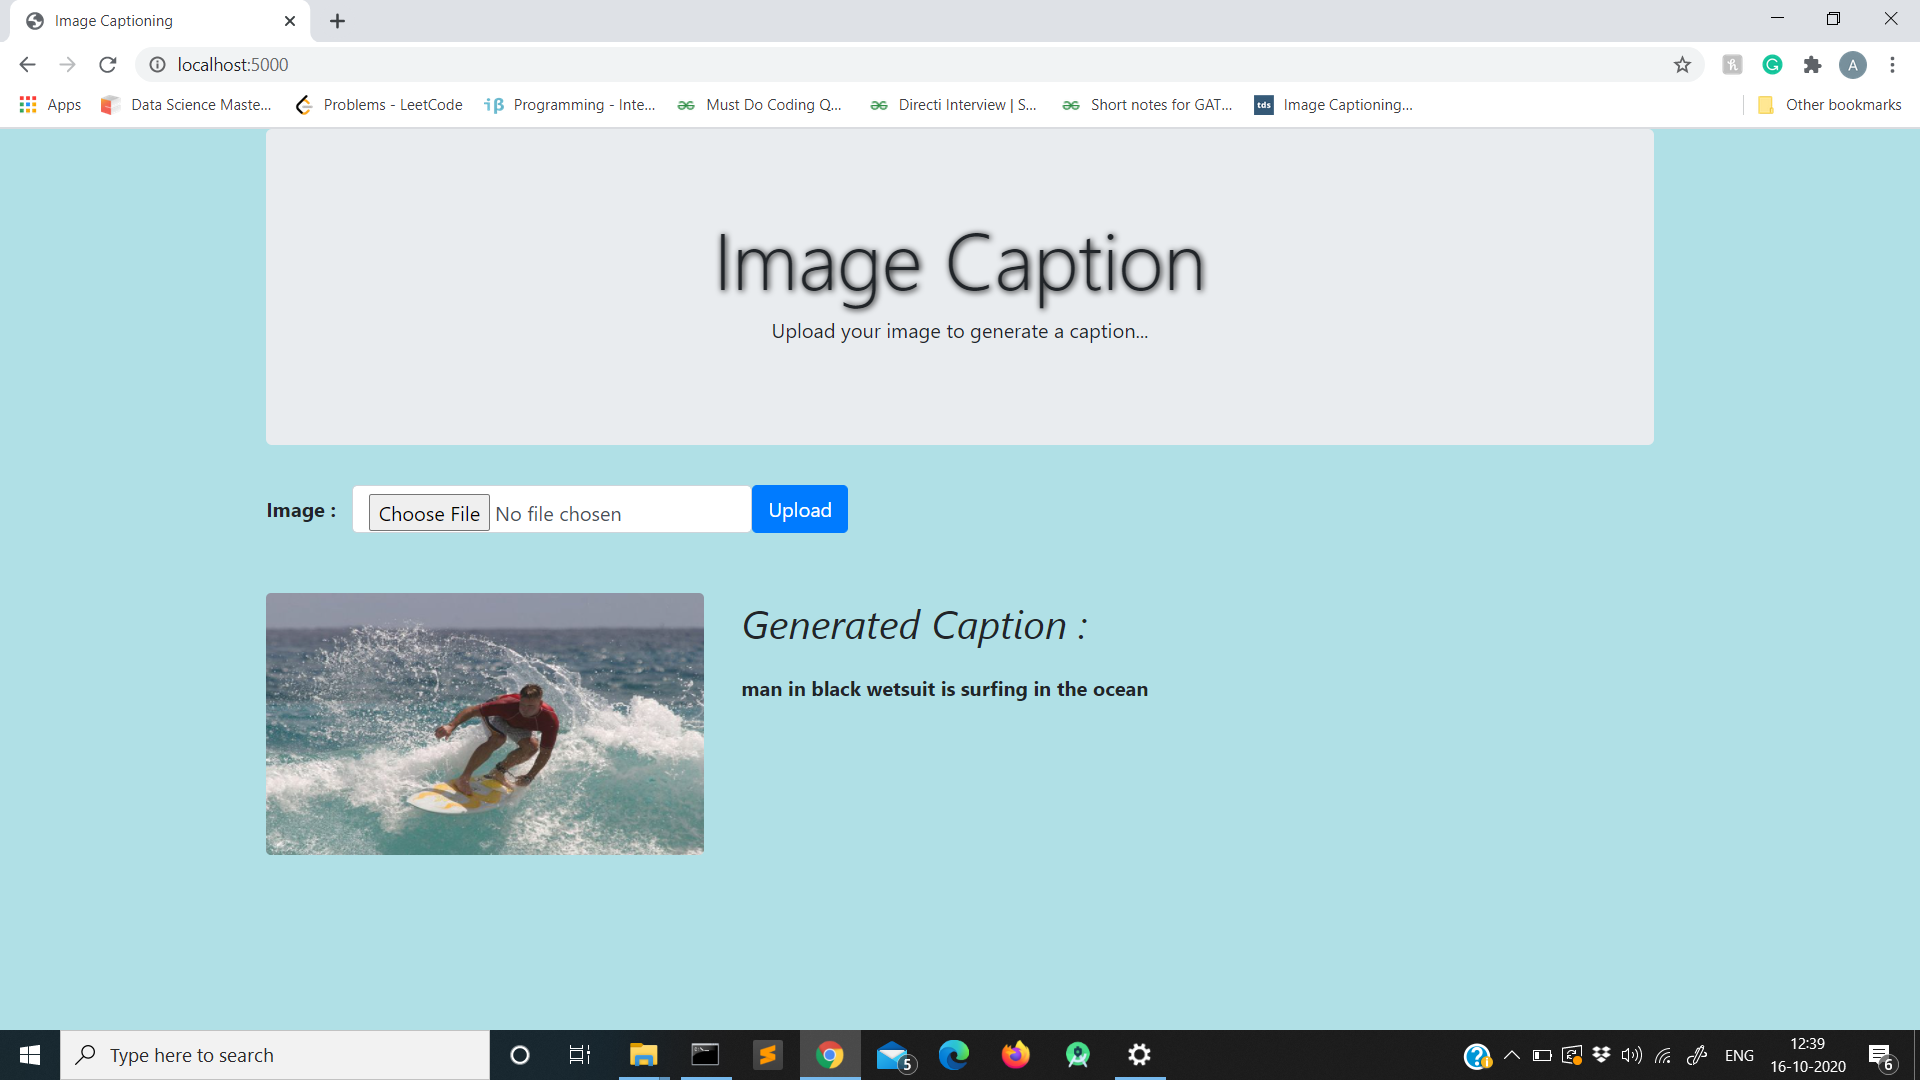 Image Captioning
localhost:5000
Apps Data Science Maste... Problems - LeetCode Programming - Inte... Must Do Coding Q... Directi Interview | S... Short notes for GAT... tds Image Captioning... Other bookmarks
A
Image Caption
Upload your image to generate a caption...
Image : Choose File No file chosen Upload
Generated Caption :
man in black wetsuit is surfing in the ocean
Type here to search
5
ENG
12:39
16-10-2020
6